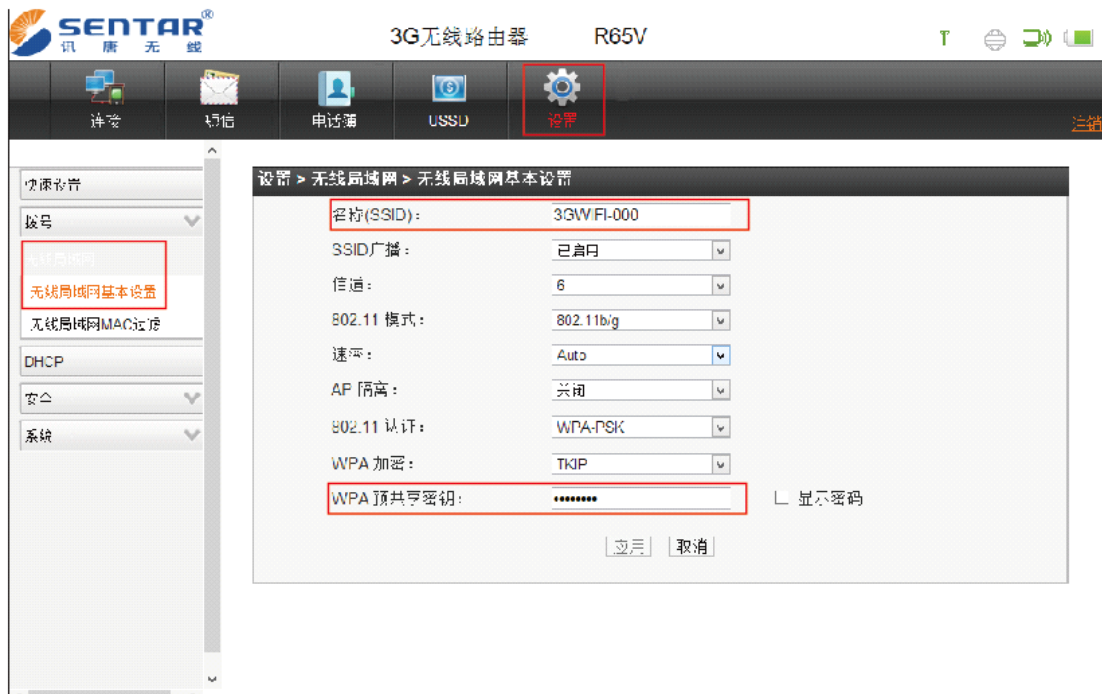 SENTAR®
讯唐无线
3G无线路由器 R65V
连接 短信 电话簿 USSD 设置
注销
快速设置
拨号
无线局域网
无线局域网基本设置
无线局域网MAC过滤
DHCP
安全
系统
设置 > 无线局域网 > 无线局域网基本设置
名称(SSID)： 3GWIFI-000
SSID广播： 已启用
信道： 6
802.11 模式： 802.11b/g
速率： Auto
AP 隔离： 关闭
802.11 认证： WPA-PSK
WPA 加密： TKIP
WPA 预共享密钥： ••••••••
显示密码
应用 取消